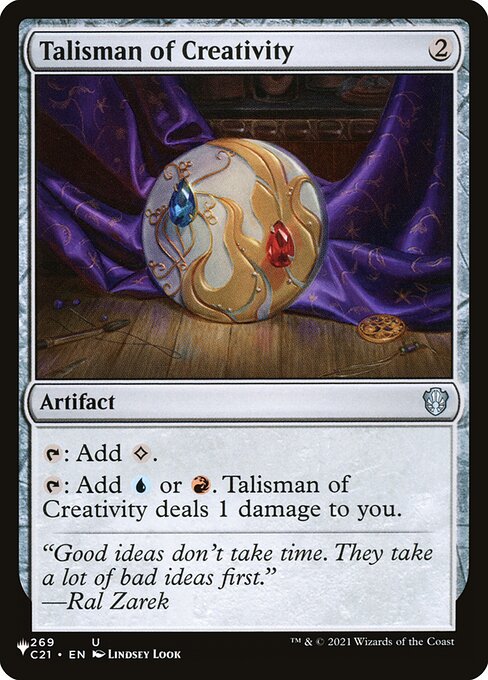 Talisman of Creativity 2
Artifact
: Add .
: Add or . Talisman of
Creativity deals 1 damage to you.
“Good ideas don’t take time. They take
a lot of bad ideas first.”
—Ral Zarek
269 U
C21 • EN Lindsey Look
™ & © 2021 Wizards of the Coast